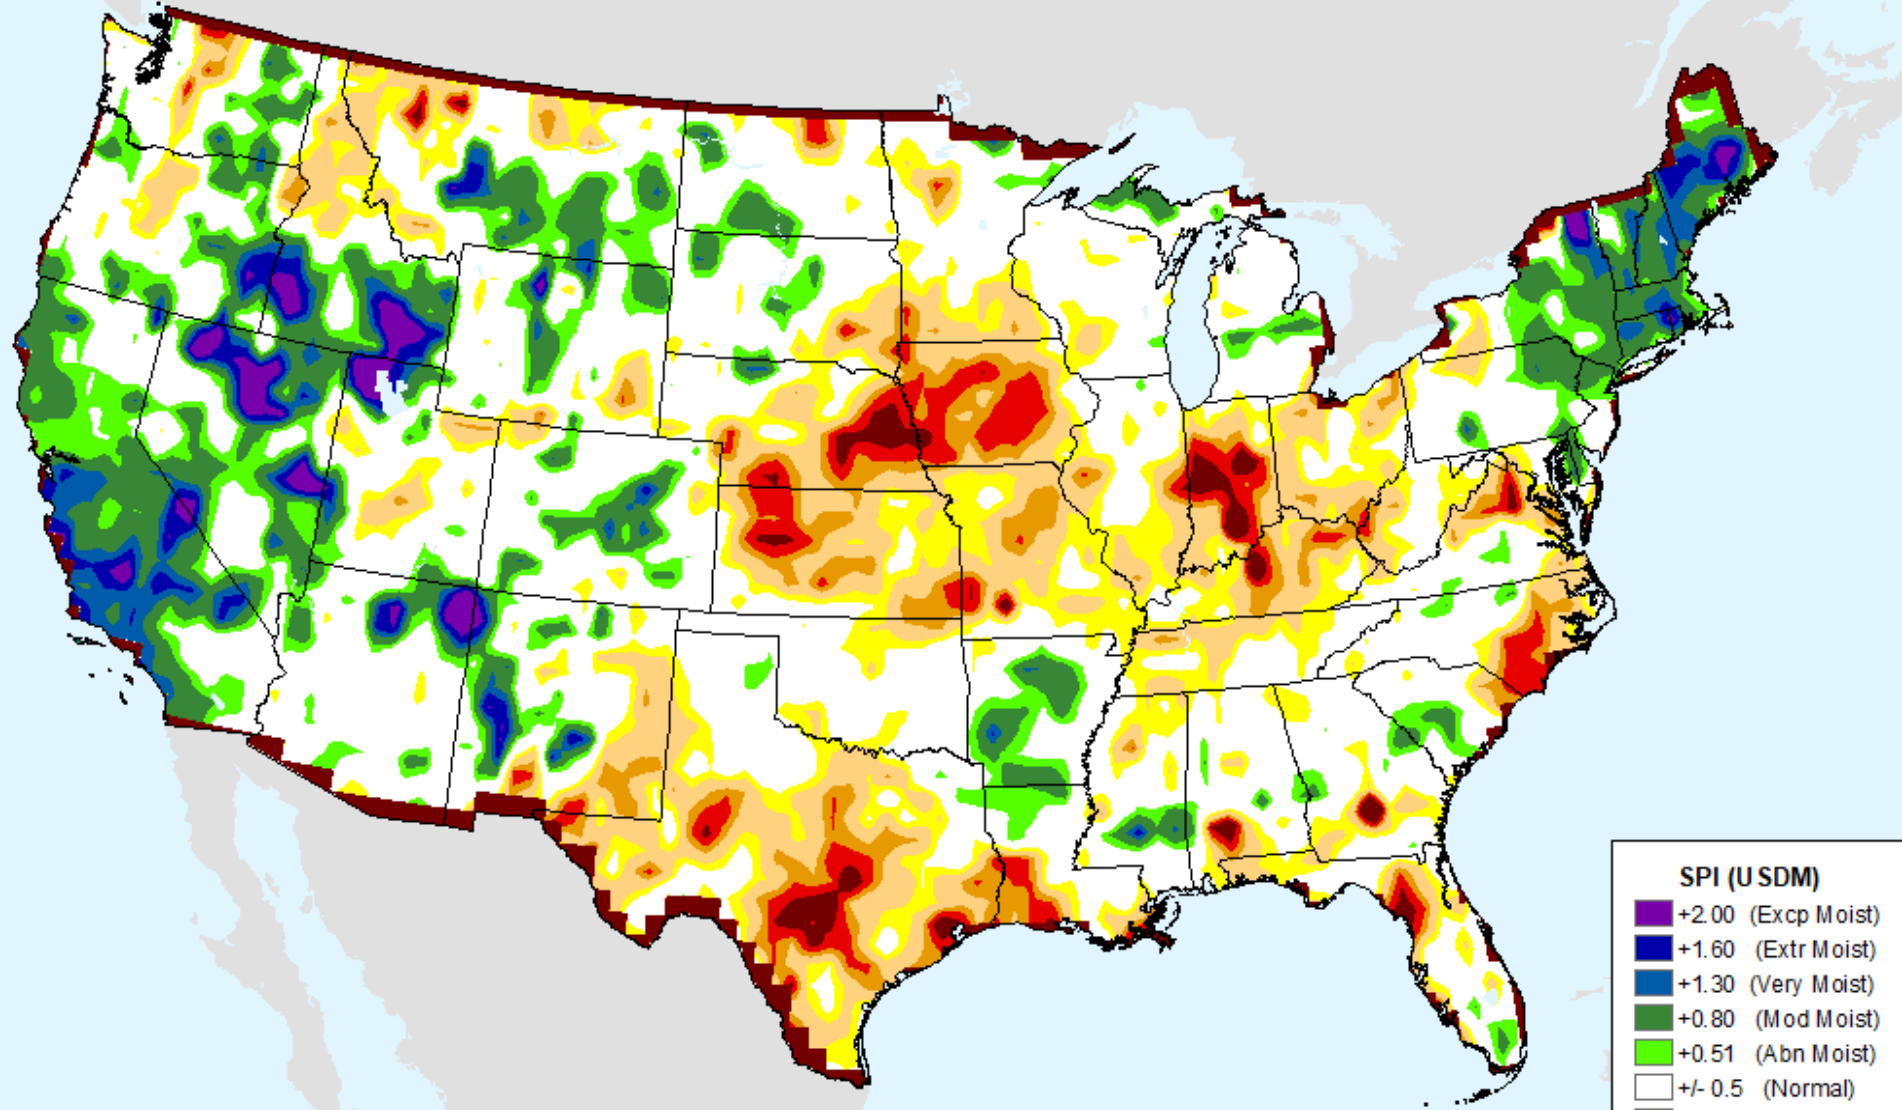 SPI (USDM)
+2.00 (Excp Moist)
+1.60 (Extr Moist)
+1.30 (Very Moist)
+0.80 (Mod Moist)
+0.51 (Abn Moist)
+/- 0.5 (Normal)